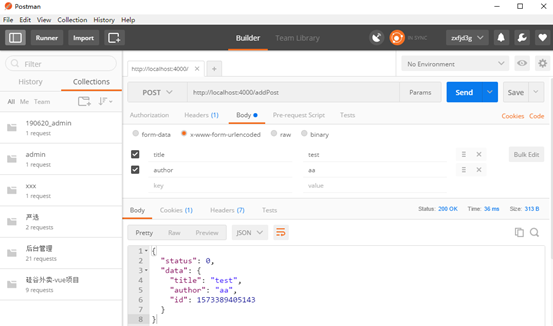 Postman
File Edit View Collection History Help
Runner Import Builder Team Library IN SYNC zxfjd3g
Filter
History Collections
All Me Team
190620_admin
1 request
admin
1 request
xxx
1 request
严选
2 requests
后台管理
21 requests
硅谷外卖-vue项目
9 requests
http://localhost:4000/ No Environment
POST http://localhost:4000/addPost Params Send Save
Authorization Headers (1) Body Pre-request Script Tests Cookies Code
form-data x-www-form-urlencoded raw binary
title test Bulk Edit
author aa
key value
Body Cookies (1) Headers (7) Tests Status: 200 OK Time: 36 ms Size: 313 B
Pretty Raw Preview JSON
1 {
2 "status": 0,
3 "data": {
4 "title": "test",
5 "author": "aa",
6 "id": 1573389405143
7 }
8 }